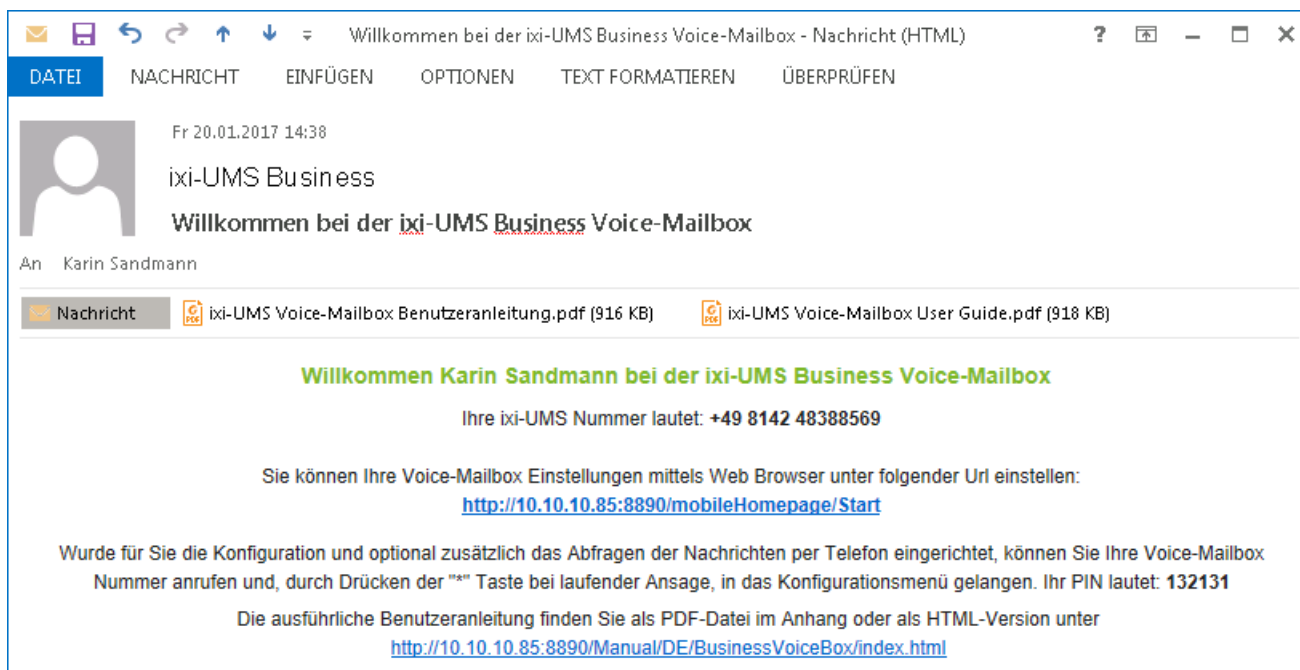 Willkommen bei der ixi-UMS Business Voice-Mailbox - Nachricht (HTML)
?
DATEI NACHRICHT EINFÜGEN OPTIONEN TEXT FORMATIEREN ÜBERPRÜFEN
Fr 20.01.2017 14:38
ixi-UMS Business
Willkommen bei der ixi-UMS Business Voice-Mailbox
An Karin Sandmann
Nachricht ixi-UMS Voice-Mailbox Benutzeranleitung.pdf (916 KB) ixi-UMS Voice-Mailbox User Guide.pdf (918 KB)
Willkommen Karin Sandmann bei der ixi-UMS Business Voice-Mailbox
Ihre ixi-UMS Nummer lautet: +49 8142 48388569
Sie können Ihre Voice-Mailbox Einstellungen mittels Web Browser unter folgender Url einstellen:
http://10.10.10.85:8890/mobileHomepage/Start
Wurde für Sie die Konfiguration und optional zusätzlich das Abfragen der Nachrichten per Telefon eingerichtet, können Sie Ihre Voice-Mailbox
Nummer anrufen und, durch Drücken der "*" Taste bei laufender Ansage, in das Konfigurationsmenü gelangen. Ihr PIN lautet: 132131
Die ausführliche Benutzeranleitung finden Sie als PDF-Datei im Anhang oder als HTML-Version unter
http://10.10.10.85:8890/Manual/DE/BusinessVoiceBox/index.html